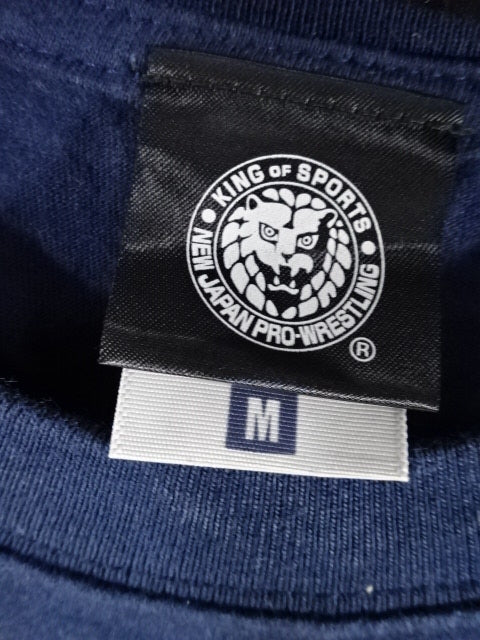 KING OF SPORTS
NEW JAPAN PRO-WRESTLING
®
M